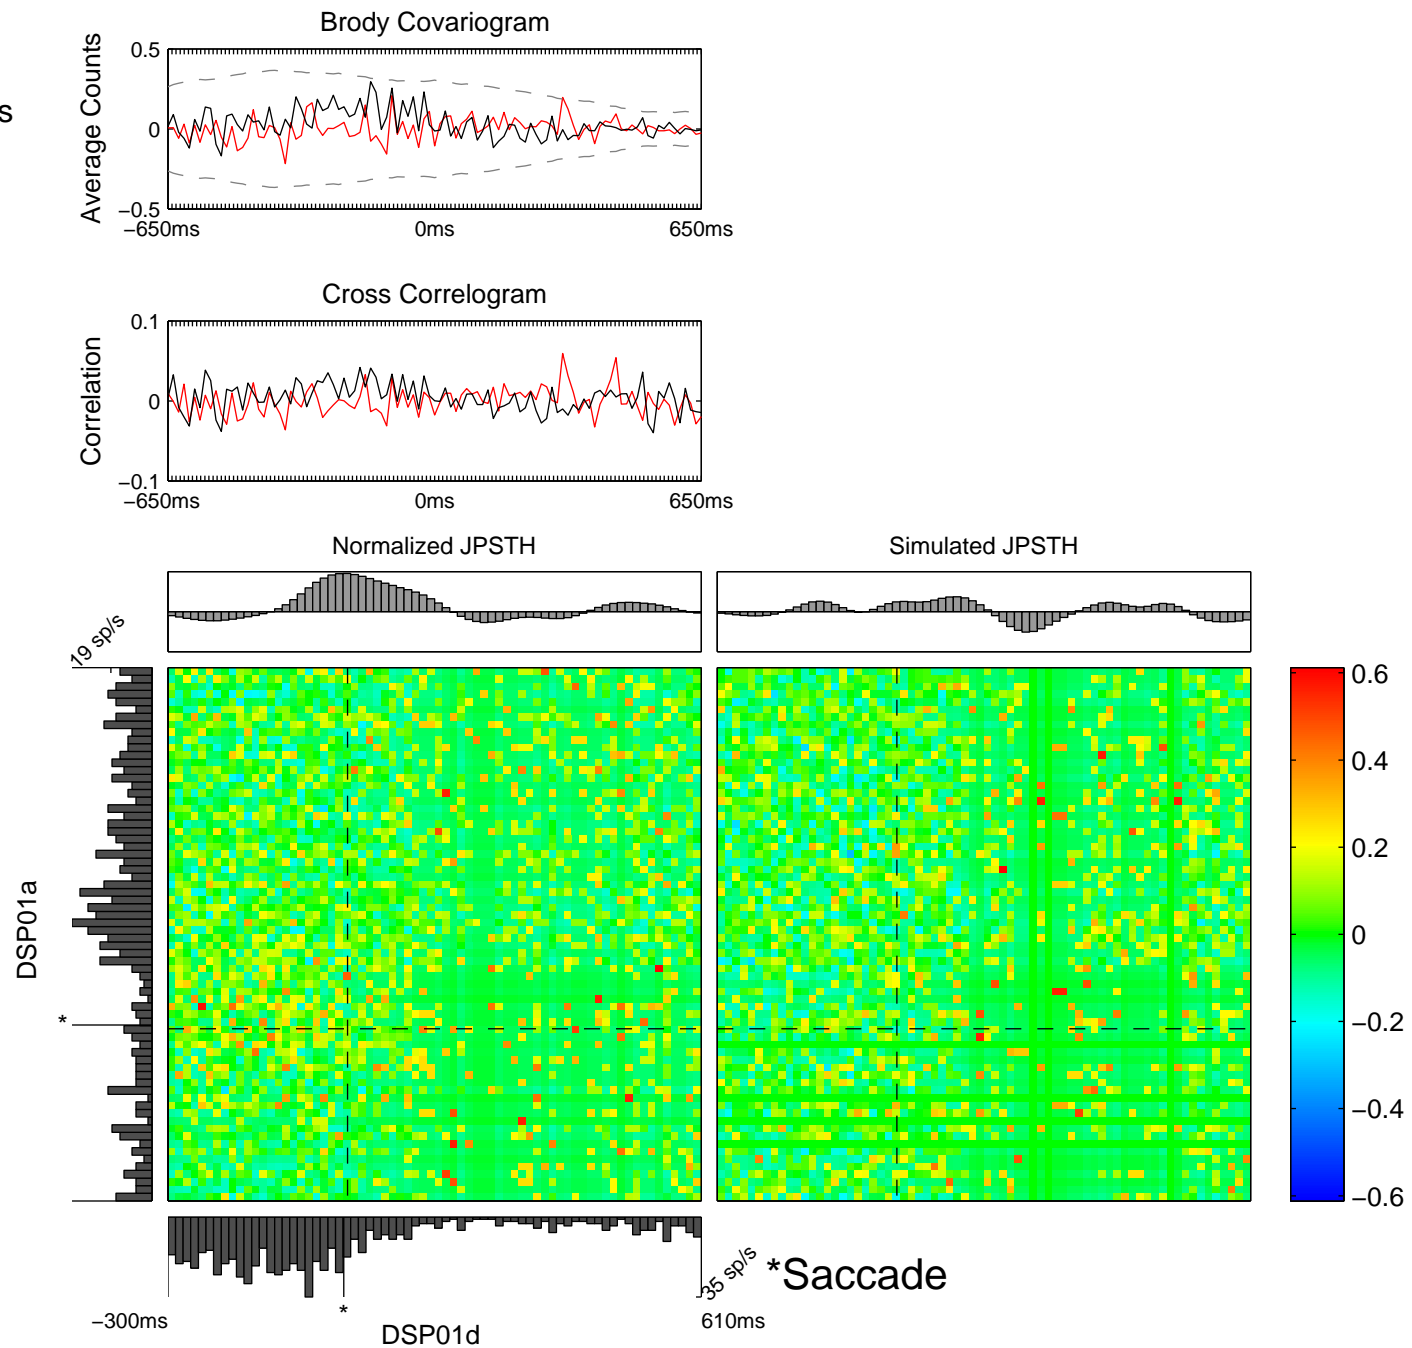 Brody Covariogram
s
Average Counts
0.5
0
−0.5
−650ms
0ms
650ms
Cross Correlogram
Correlation
0.1
0
−0.1
−650ms
0ms
650ms
Normalized JPSTH
Simulated JPSTH
19 sp/s
DSP01a
*
0.6
0.4
0.2
0
−0.2
−0.4
−0.6
35 sp/s
*Saccade
*
−300ms
610ms
DSP01d